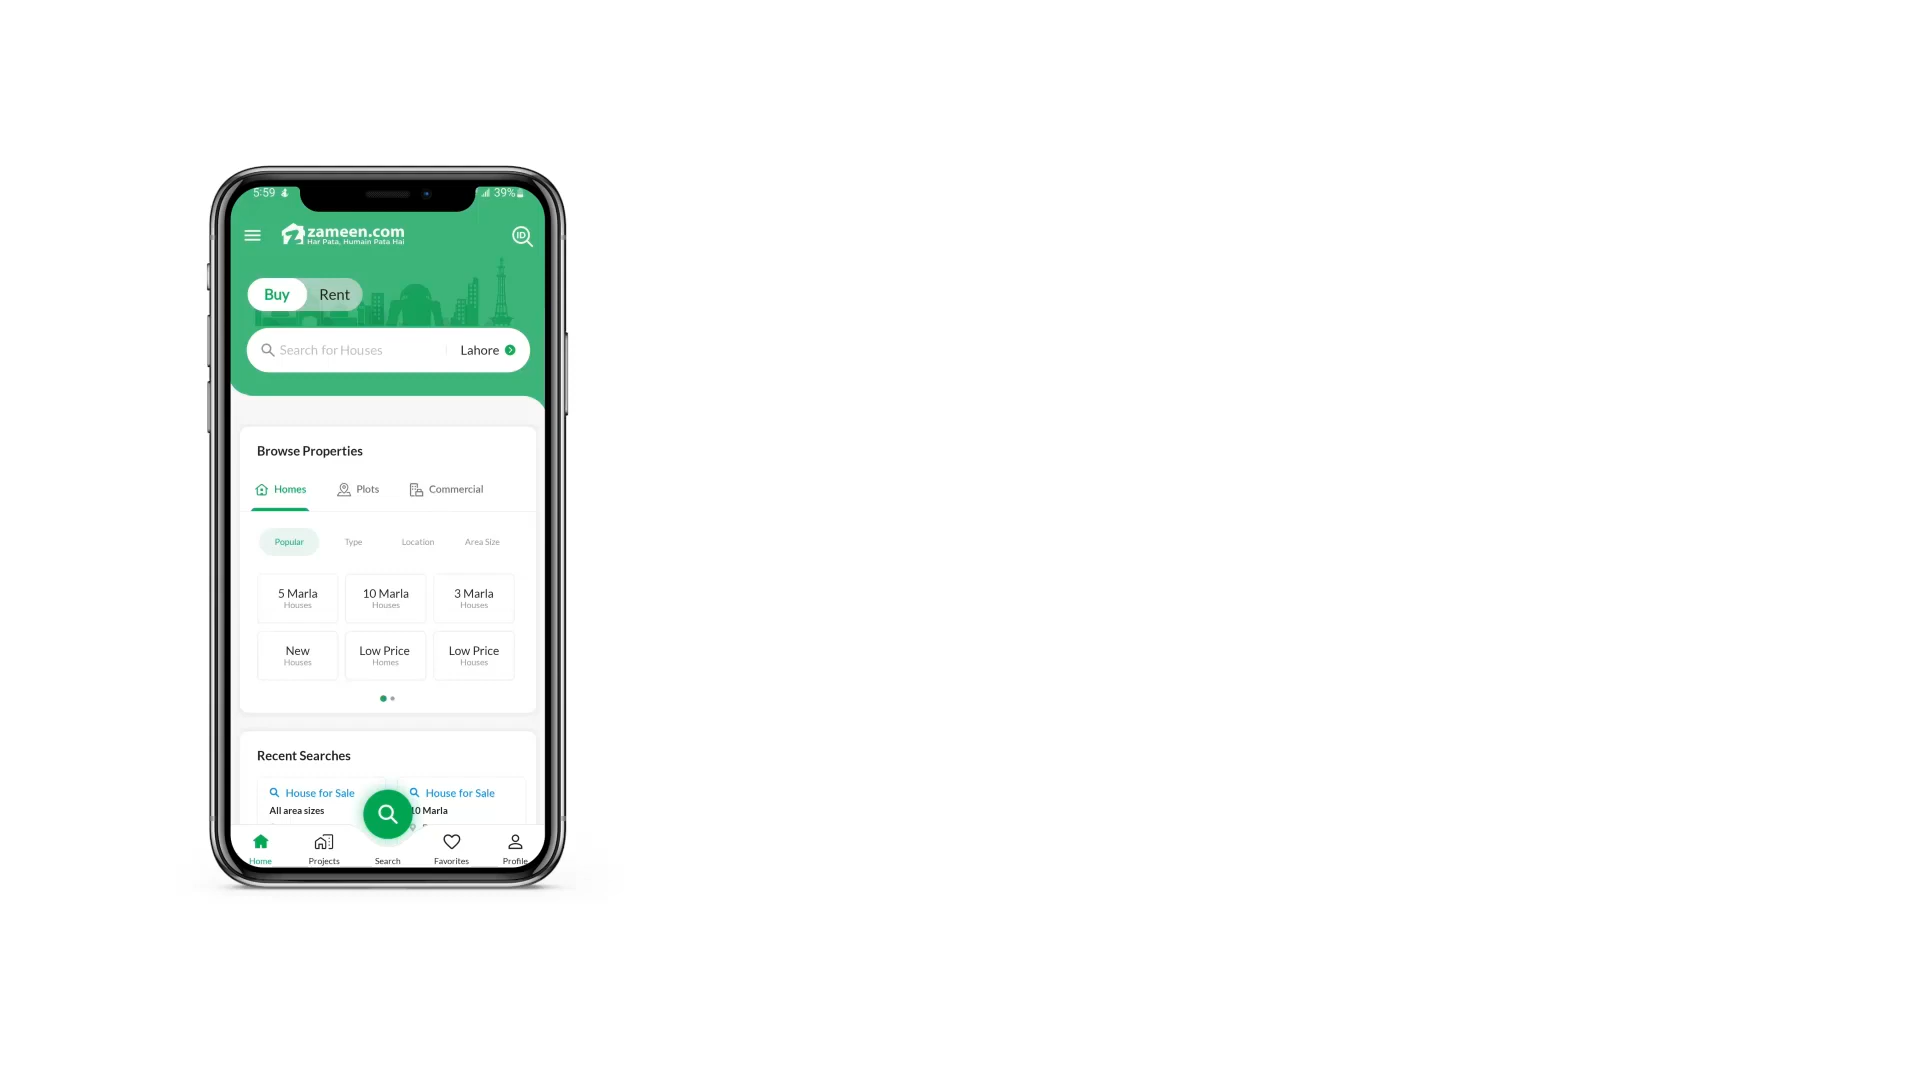 5:59 39%
zameen.com
Har Pata, Humain Pata Hai
ID
Buy Rent
Search for Houses Lahore
Browse Properties
Homes Plots Commercial
Popular Type Location Area Size
5 Marla 10 Marla 3 Marla
Houses Houses Houses
New Low Price Low Price
Houses Homes Houses
Recent Searches
House for Sale House for Sale
All area sizes 10 Marla
Home Projects Search Favorites Profile